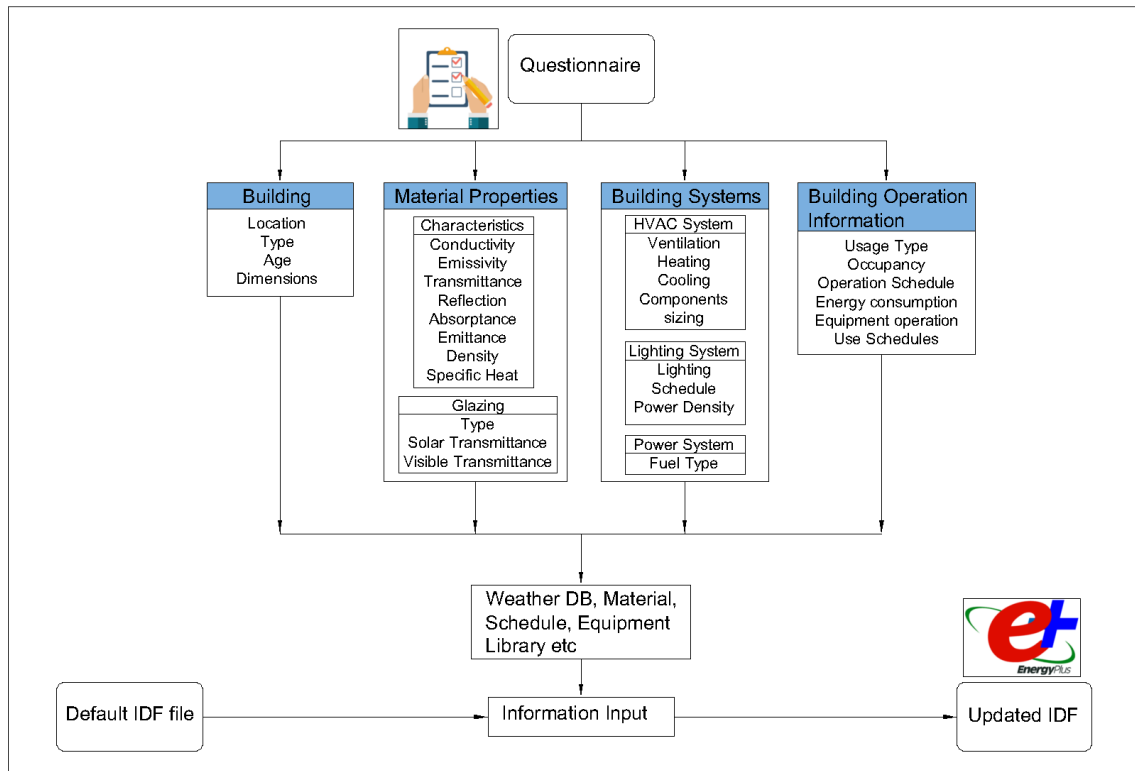 Questionnaire
Building
Location
Type
Age
Dimensions
Material Properties
Characteristics
Conductivity
Emissivity
Transmittance
Reflection
Absorptance
Emittance
Density
Specific Heat
Glazing
Type
Solar Transmittance
Visible Transmittance
Building Systems
HVAC System
Ventilation
Heating
Cooling
Components
sizing
Lighting System
Lighting
Schedule
Power Density
Power System
Fuel Type
Building Operation
Information
Usage Type
Occupancy
Operation Schedule
Energy consumption
Equipment operation
Use Schedules
Weather DB, Material,
Schedule, Equipment
Library etc
e+
EnergyPlus
Default IDF file
Information Input
Updated IDF